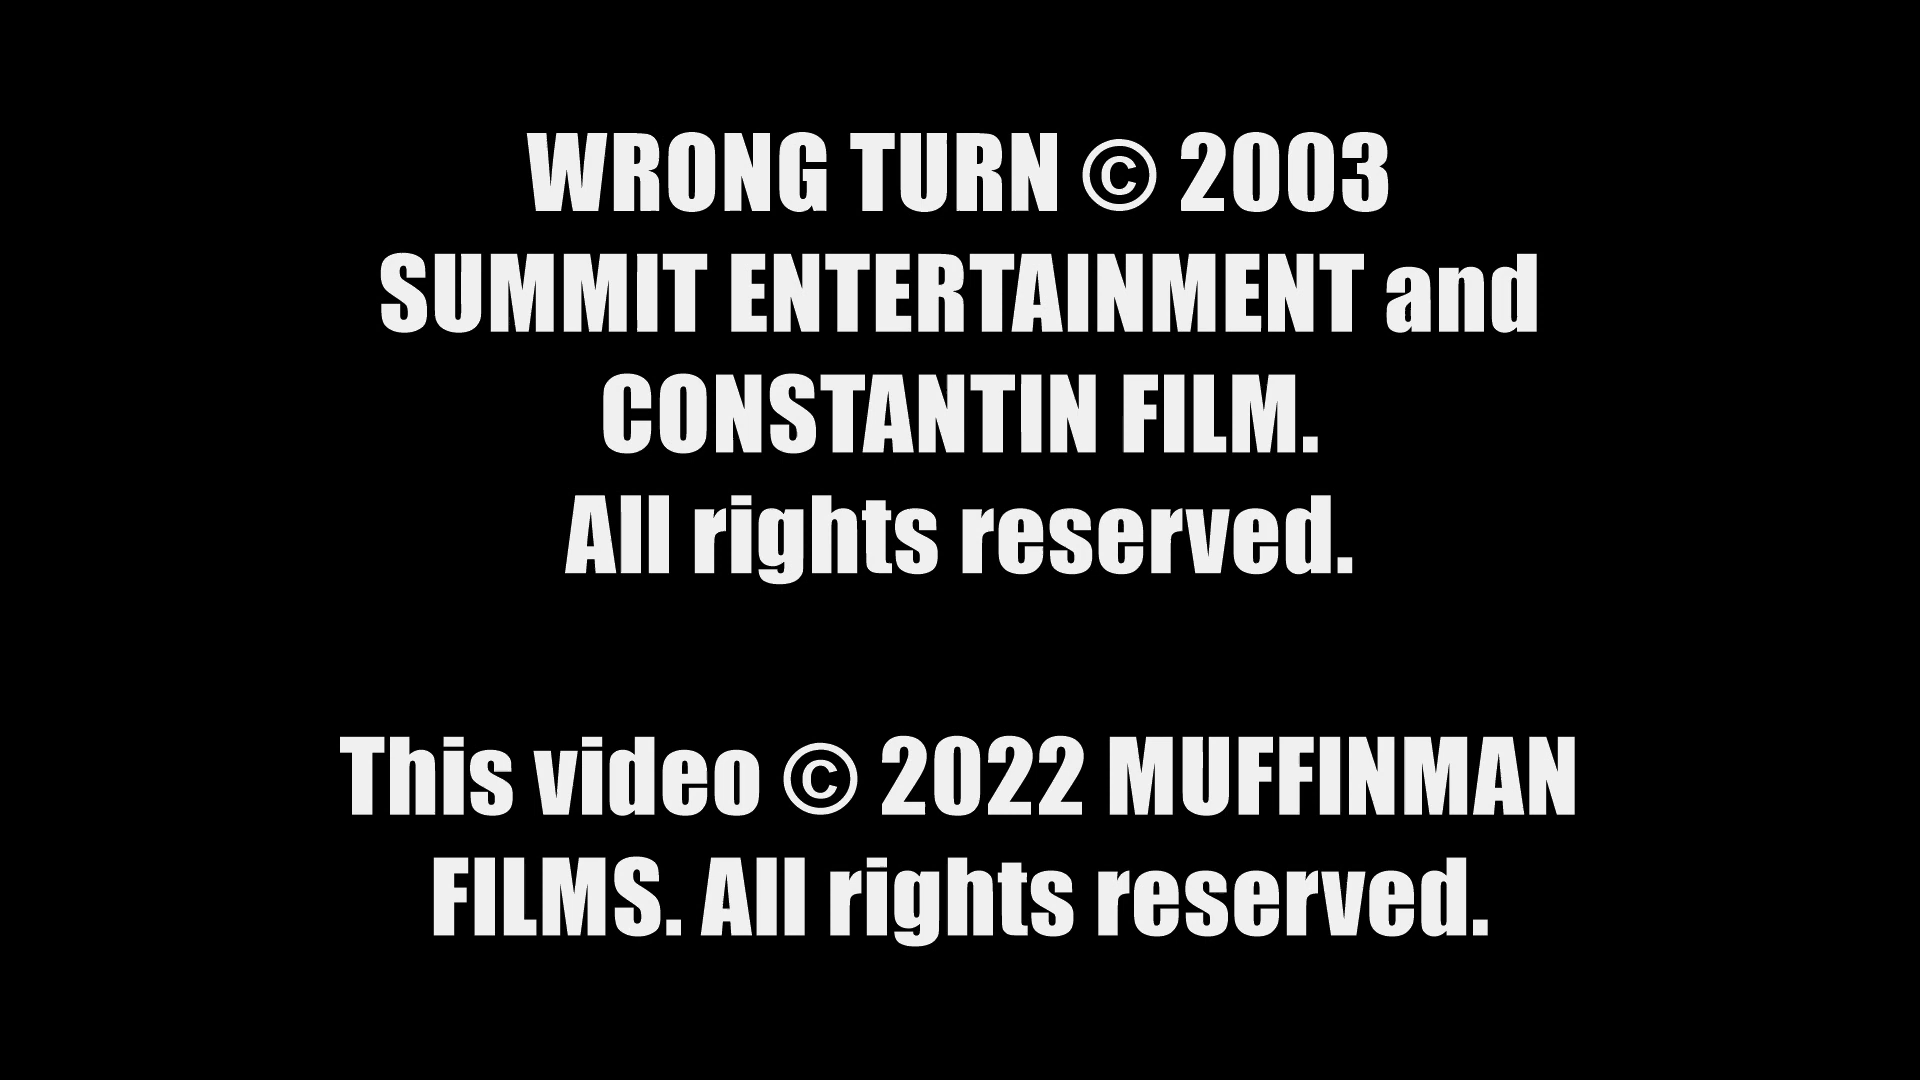 WRONG TURN © 2003
SUMMIT ENTERTAINMENT and
CONSTANTIN FILM.
All rights reserved.
This video © 2022 MUFFINMAN
FILMS. All rights reserved.